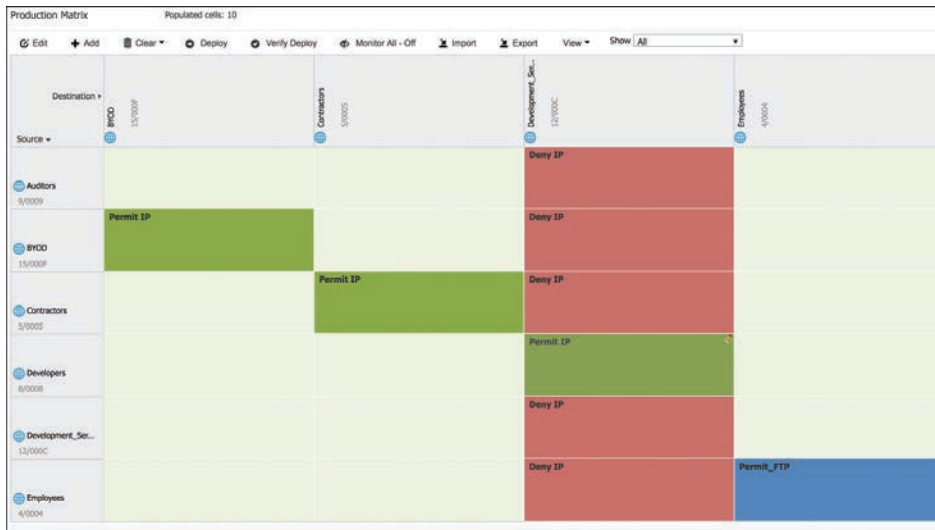 Production Matrix Populated cells: 10
Edit Add Clear Deploy Verify Deploy Monitor All - Off Import Export View Show All
Destination
BYOD 15/000F
Contractors 5/0005
Development_Ser... 12/000C
Employees 4/0004
Source
Deny IP
Auditors
9/0009
Permit IP Deny IP
BYOD
15/000F
Permit IP Deny IP
Contractors
5/0005
Permit IP
Developers
8/0008
Deny IP
Development_Ser...
12/000C
Deny IP Permit_FTP
Employees
4/0004